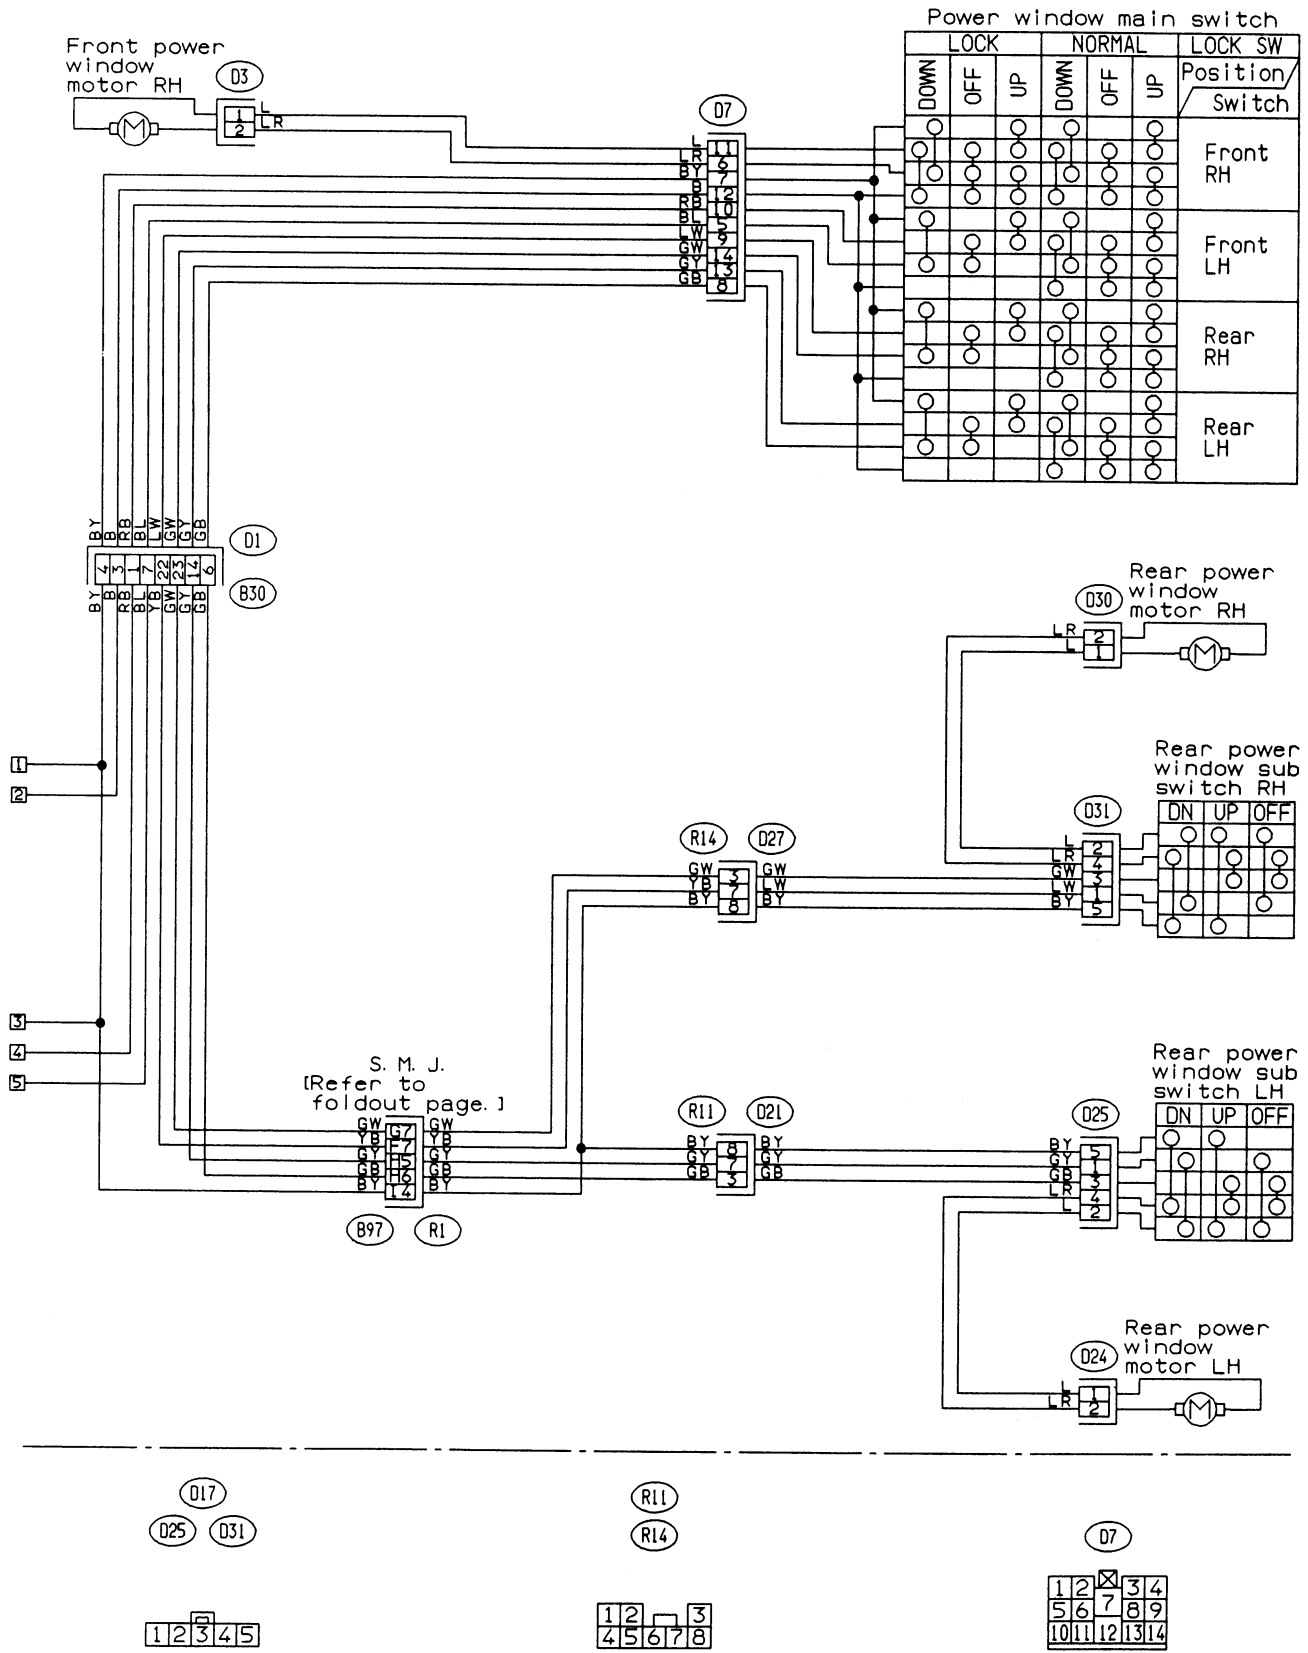 Power window main switch
LOCK NORMAL LOCK SW
DOWN OFF UP DOWN OFF UP Position
Switch
Front
RH
Front
LH
Rear
RH
Rear
LH
Front power
window
motor RH
D3
1 L
2 LR
M
D7
L 11
LR 6
BY 7
B 12
RB 10
BL 5
LW 9
GW 14
GY 13
GB 8
BY B RB BL LW GW GY GB
D1
4 3 1 7 22 23 14 6
B30
BY B RB BL YB GW GY GB
Rear power
window
motor RH
D30
LR 2
L 1
M
1
2
Rear power
window sub
switch RH
D31
DN UP OFF
L 2
LR 4
GW 3
LW 1
BY 5
R14 D27
GW 3 GW
YB 7 LW
BY 8 BY
3
4
5
S. M. J.
[Refer to
foldout page.]
GW G7 GW
YB F7 YB
GY H5 GY
GB H6 GB
BY I4 BY
B97 R1
R11 D21
BY 8 BY
GY 7 GY
GB 3 GB
Rear power
window sub
switch LH
D25
DN UP OFF
BY 5
GY 1
GB 3
LR 4
L 2
Rear power
window
motor LH
D24
L 1
LR 2
M
D17
D25 D31
1 2 3 4 5
R11
R14
1 2 3
4 5 6 7 8
D7
1 2 3 4
5 6 7 8 9
10 11 12 13 14